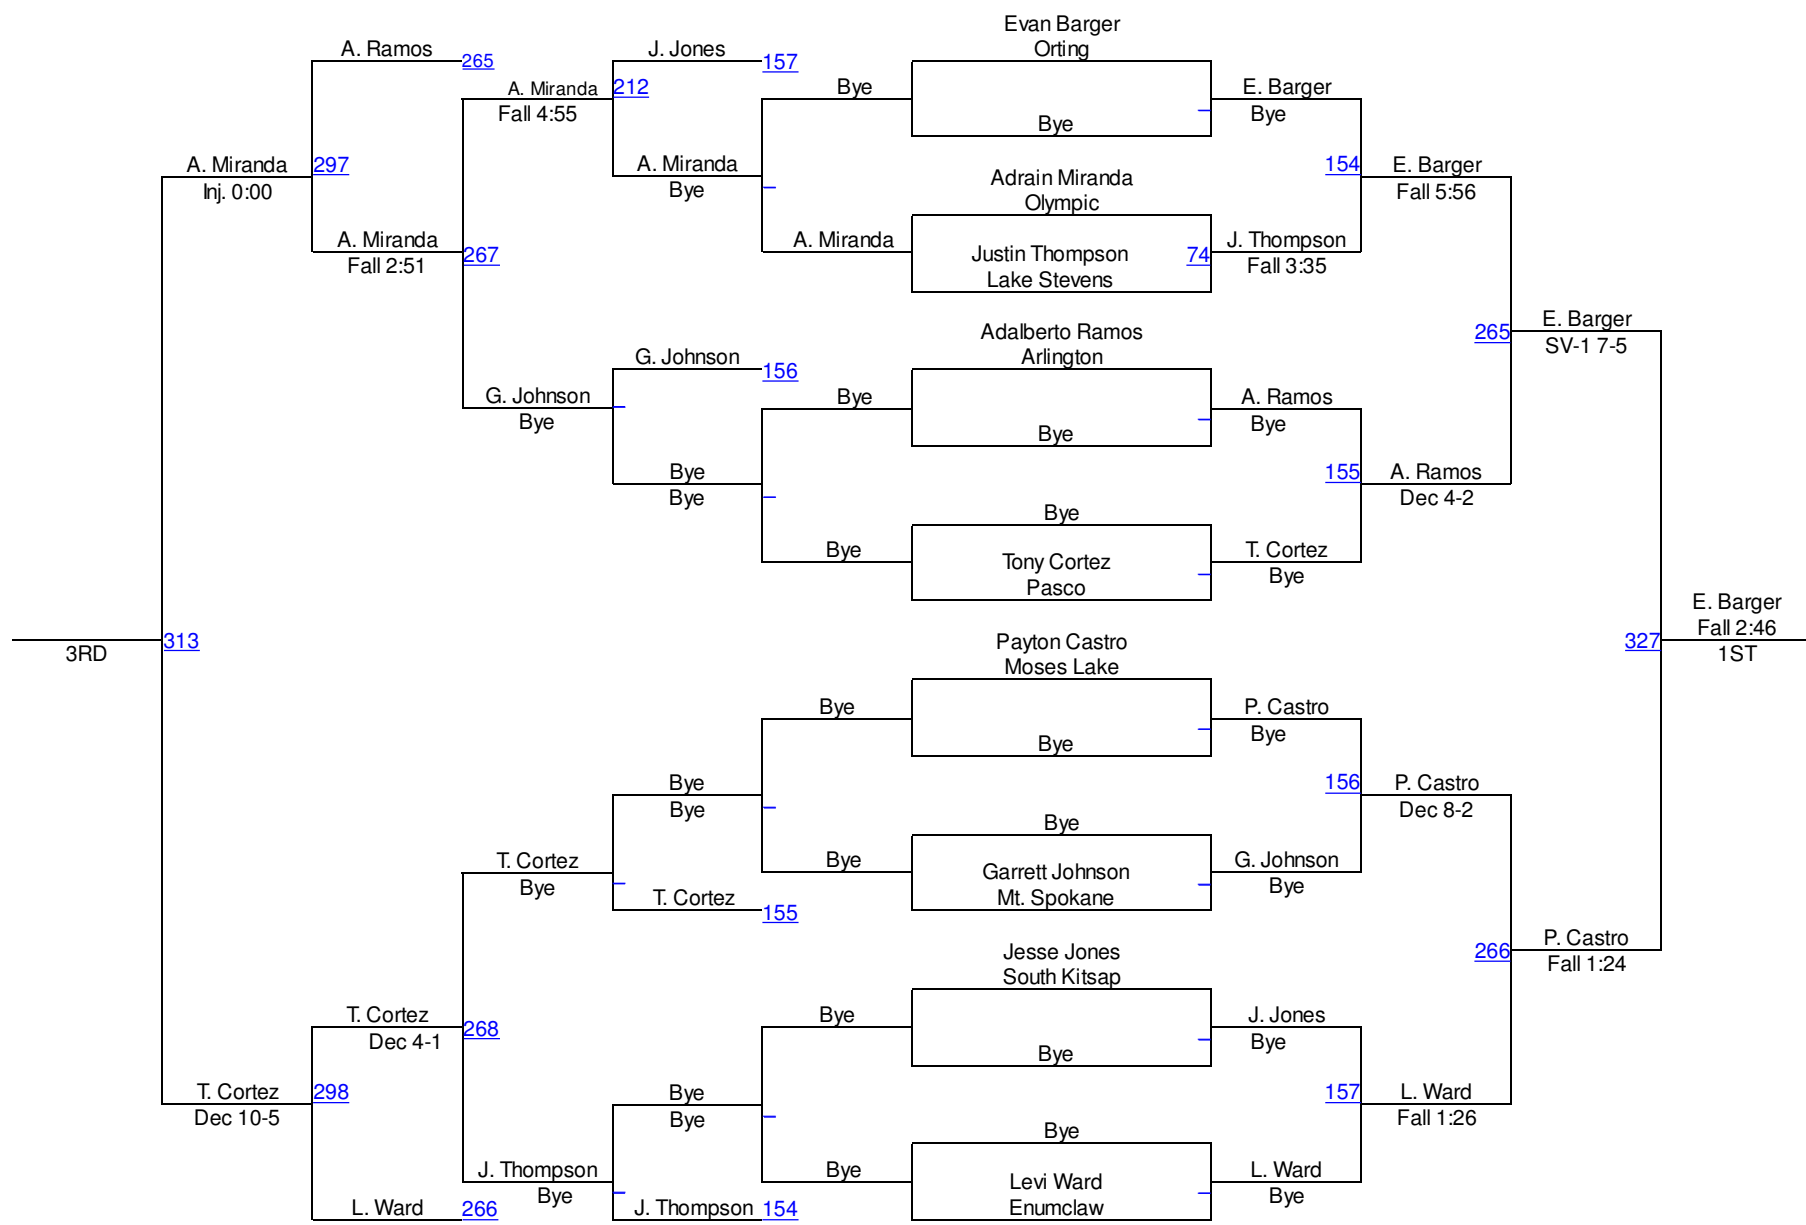 Evan Barger
Orting
A. Ramos
265
J. Jones
157
A. Miranda
212
Fall 4:55
Bye
E. Barger
Bye
Bye
A. Miranda
297
Inj. 0:00
A. Miranda
Bye
Adrain Miranda
Olympic
154
E. Barger
Fall 5:56
A. Miranda
Fall 2:51
267
A. Miranda
Justin Thompson
Lake Stevens
74
J. Thompson
Fall 3:35
Adalberto Ramos
Arlington
265
E. Barger
SV-1 7-5
G. Johnson
156
G. Johnson
Bye
Bye
Bye
A. Ramos
Bye
Bye
Bye
155
A. Ramos
Dec 4-2
Bye
Bye
Tony Cortez
Pasco
T. Cortez
Bye
3RD
313
Payton Castro
Moses Lake
327
E. Barger
Fall 2:46
1ST
Bye
Bye
P. Castro
Bye
Bye
Bye
156
P. Castro
Dec 8-2
T. Cortez
Bye
Bye
Bye
Garrett Johnson
Mt. Spokane
G. Johnson
Bye
T. Cortez
155
Jesse Jones
South Kitsap
266
P. Castro
Fall 1:24
T. Cortez
Dec 4-1
268
Bye
Bye
J. Jones
Bye
T. Cortez
Dec 10-5
298
Bye
Bye
157
L. Ward
Fall 1:26
J. Thompson
Bye
Bye
Bye
Levi Ward
Enumclaw
L. Ward
Bye
L. Ward
266
J. Thompson
154